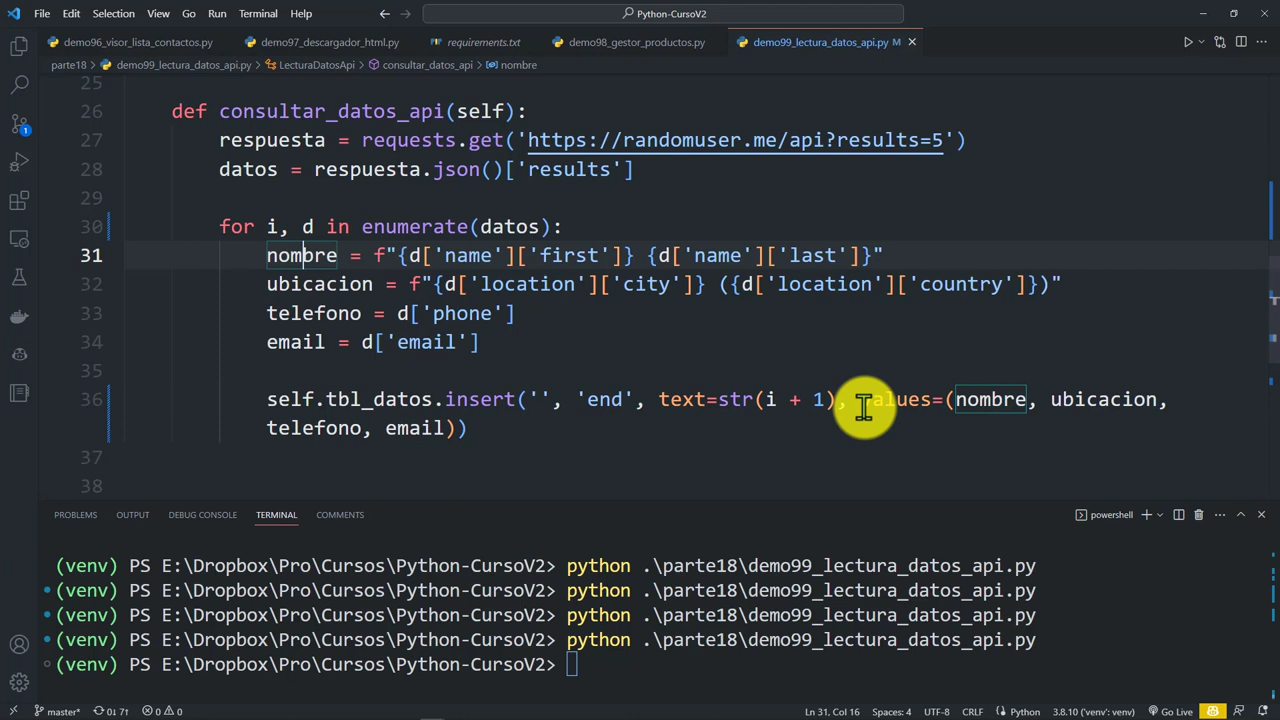 File Edit Selection View Go Run Terminal Help
Python-CursoV2
demo96_visor_lista_contactos.py demo97_descargador_html.py requirements.txt demo98_gestor_productos.py demo99_lectura_datos_api.py M
parte18 > demo99_lectura_datos_api.py > LecturaDatosApi > consultar_datos_api > nombre
25
26 def consultar_datos_api(self):
27 respuesta = requests.get('https://randomuser.me/api?results=5')
28 datos = respuesta.json()['results']
29
30 for i, d in enumerate(datos):
31 nombre = f"{d['name']['first']} {d['name']['last']}"
32 ubicacion = f"{d['location']['city']} ({d['location']['country']})"
33 telefono = d['phone']
34 email = d['email']
35
36 self.tbl_datos.insert('', 'end', text=str(i + 1), values=(nombre, ubicacion,
telefono, email))
37
38
PROBLEMS OUTPUT DEBUG CONSOLE TERMINAL COMMENTS powershell
(venv) PS E:\Dropbox\Pro\Cursos\Python-CursoV2> python .\parte18\demo99_lectura_datos_api.py
(venv) PS E:\Dropbox\Pro\Cursos\Python-CursoV2> python .\parte18\demo99_lectura_datos_api.py
(venv) PS E:\Dropbox\Pro\Cursos\Python-CursoV2> python .\parte18\demo99_lectura_datos_api.py
(venv) PS E:\Dropbox\Pro\Cursos\Python-CursoV2> python .\parte18\demo99_lectura_datos_api.py
(venv) PS E:\Dropbox\Pro\Cursos\Python-CursoV2>
master* 0↓ 7↑ 0 0 Ln 31, Col 16 Spaces: 4 UTF-8 CRLF Python 3.8.10 ('venv': venv) Go Live